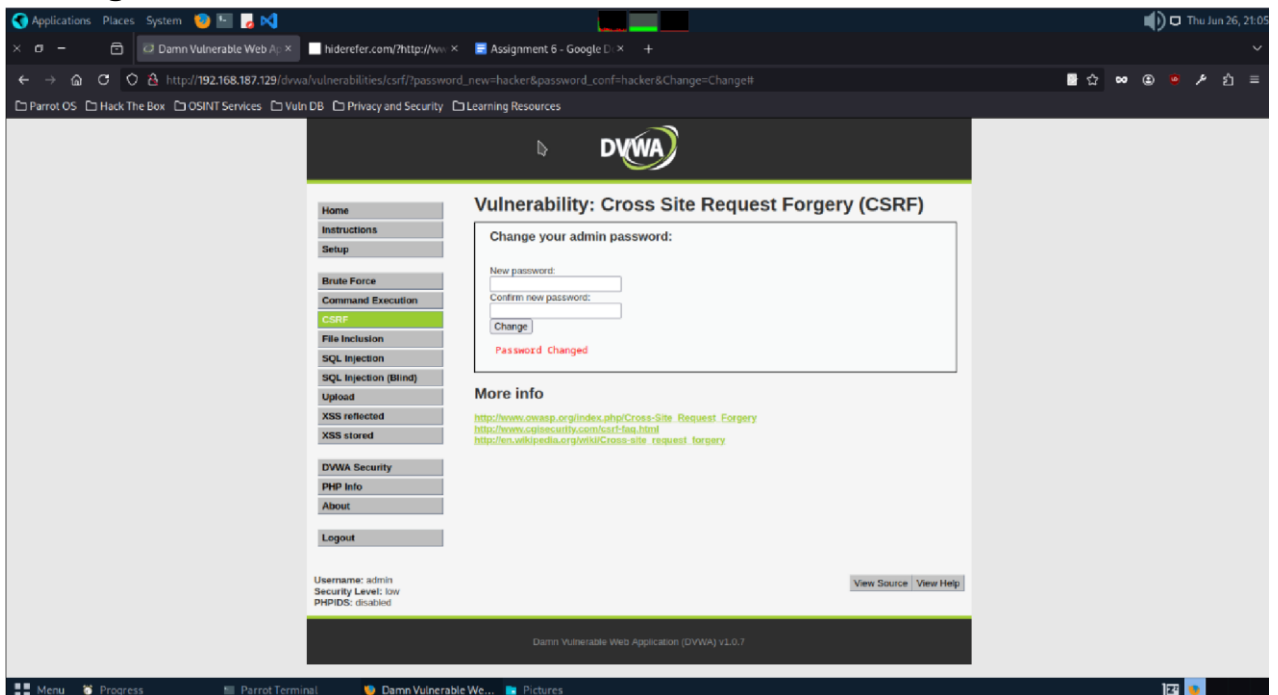 Applications Places System Thu Jun 26, 21:05
Damn Vulnerable Web Ap hiderefer.com/?http://ww Assignment 6 - Google D
http://192.168.187.129/dvwa/vulnerabilities/csrf/?password_new=hacker&password_conf=hacker&Change=Change#
Parrot OS Hack The Box OSINT Services Vuln DB Privacy and Security Learning Resources
DVWA
Home
Instructions
Setup
Brute Force
Command Execution
CSRF
File Inclusion
SQL Injection
SQL Injection (Blind)
Upload
XSS reflected
XSS stored
DVWA Security
PHP Info
About
Logout
Vulnerability: Cross Site Request Forgery (CSRF)
Change your admin password:
New password:
Confirm new password:
Change
Password Changed
More info
http://www.owasp.org/index.php/Cross-Site_Request_Forgery
http://www.cgisecurity.com/csrf-faq.html
http://en.wikipedia.org/wiki/Cross-site_request_forgery
Username: admin
Security Level: low
PHPIDS: disabled
View Source View Help
Damn Vulnerable Web Application (DVWA) v1.0.7
Menu Progress Parrot Terminal Damn Vulnerable We... Pictures